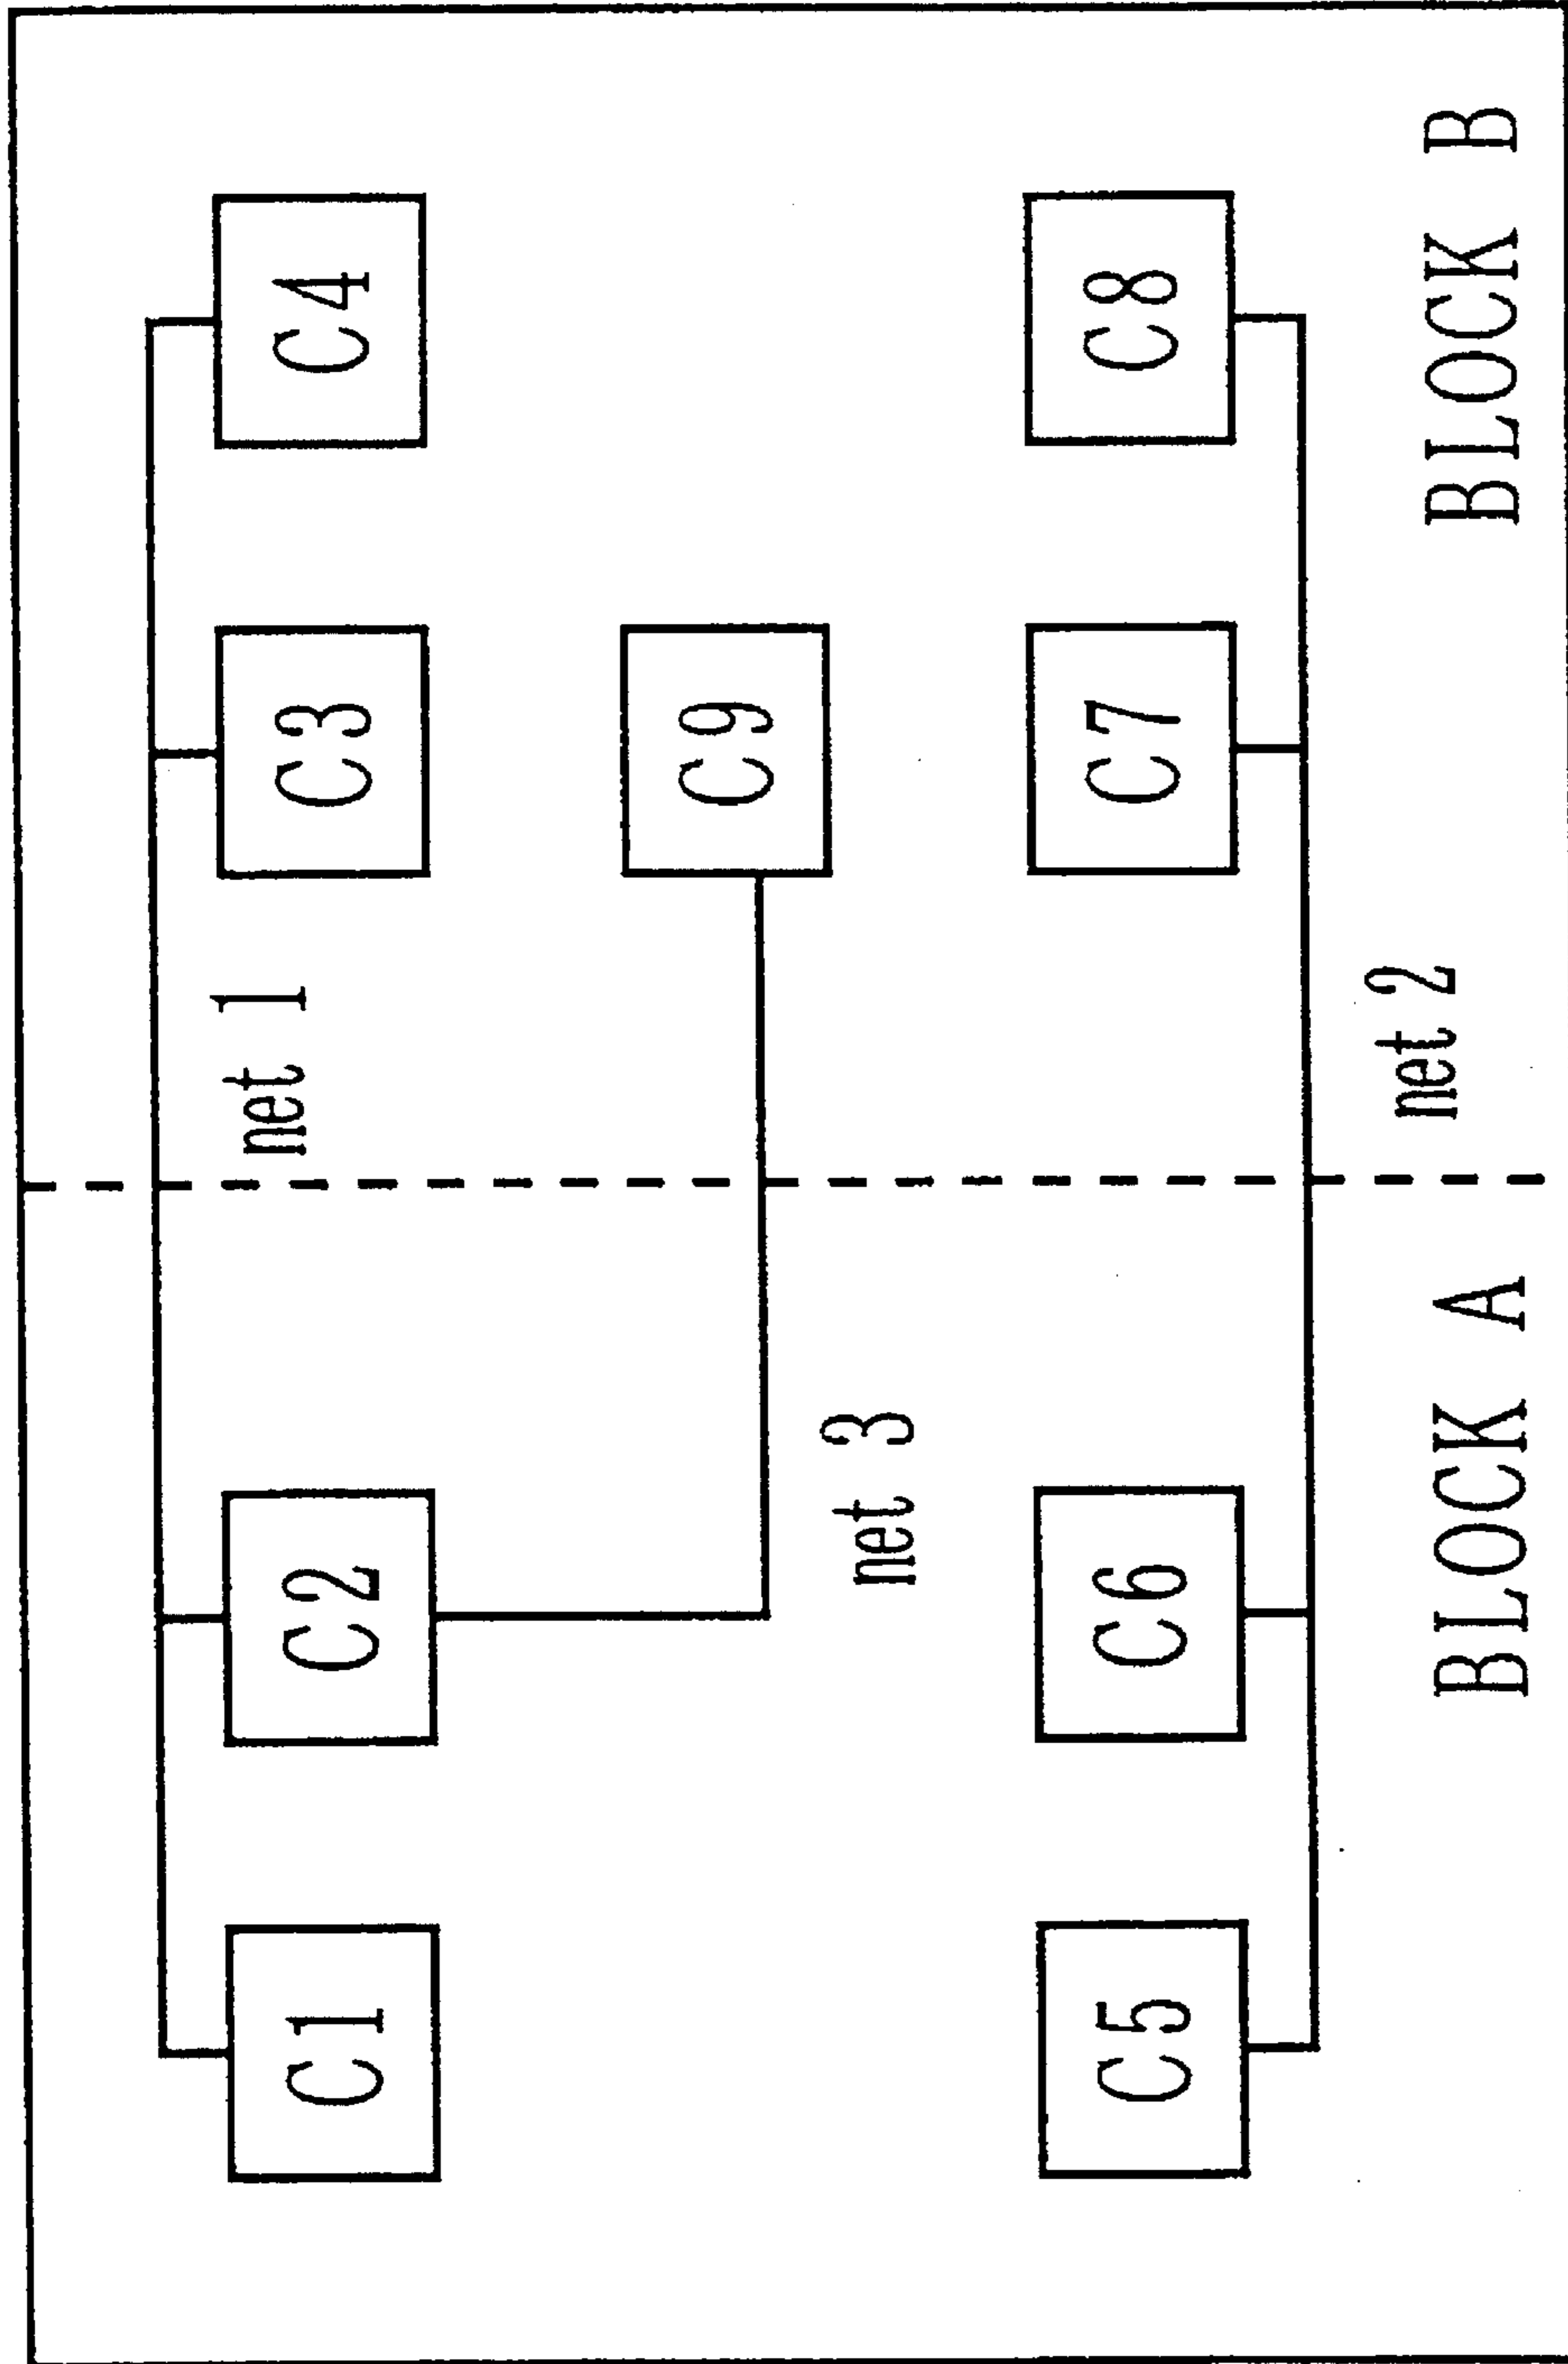 C1
C2
C3
C4
net 1
C9
net 3
C5
C6
C7
C8
net 2
BLOCK A
BLOCK B